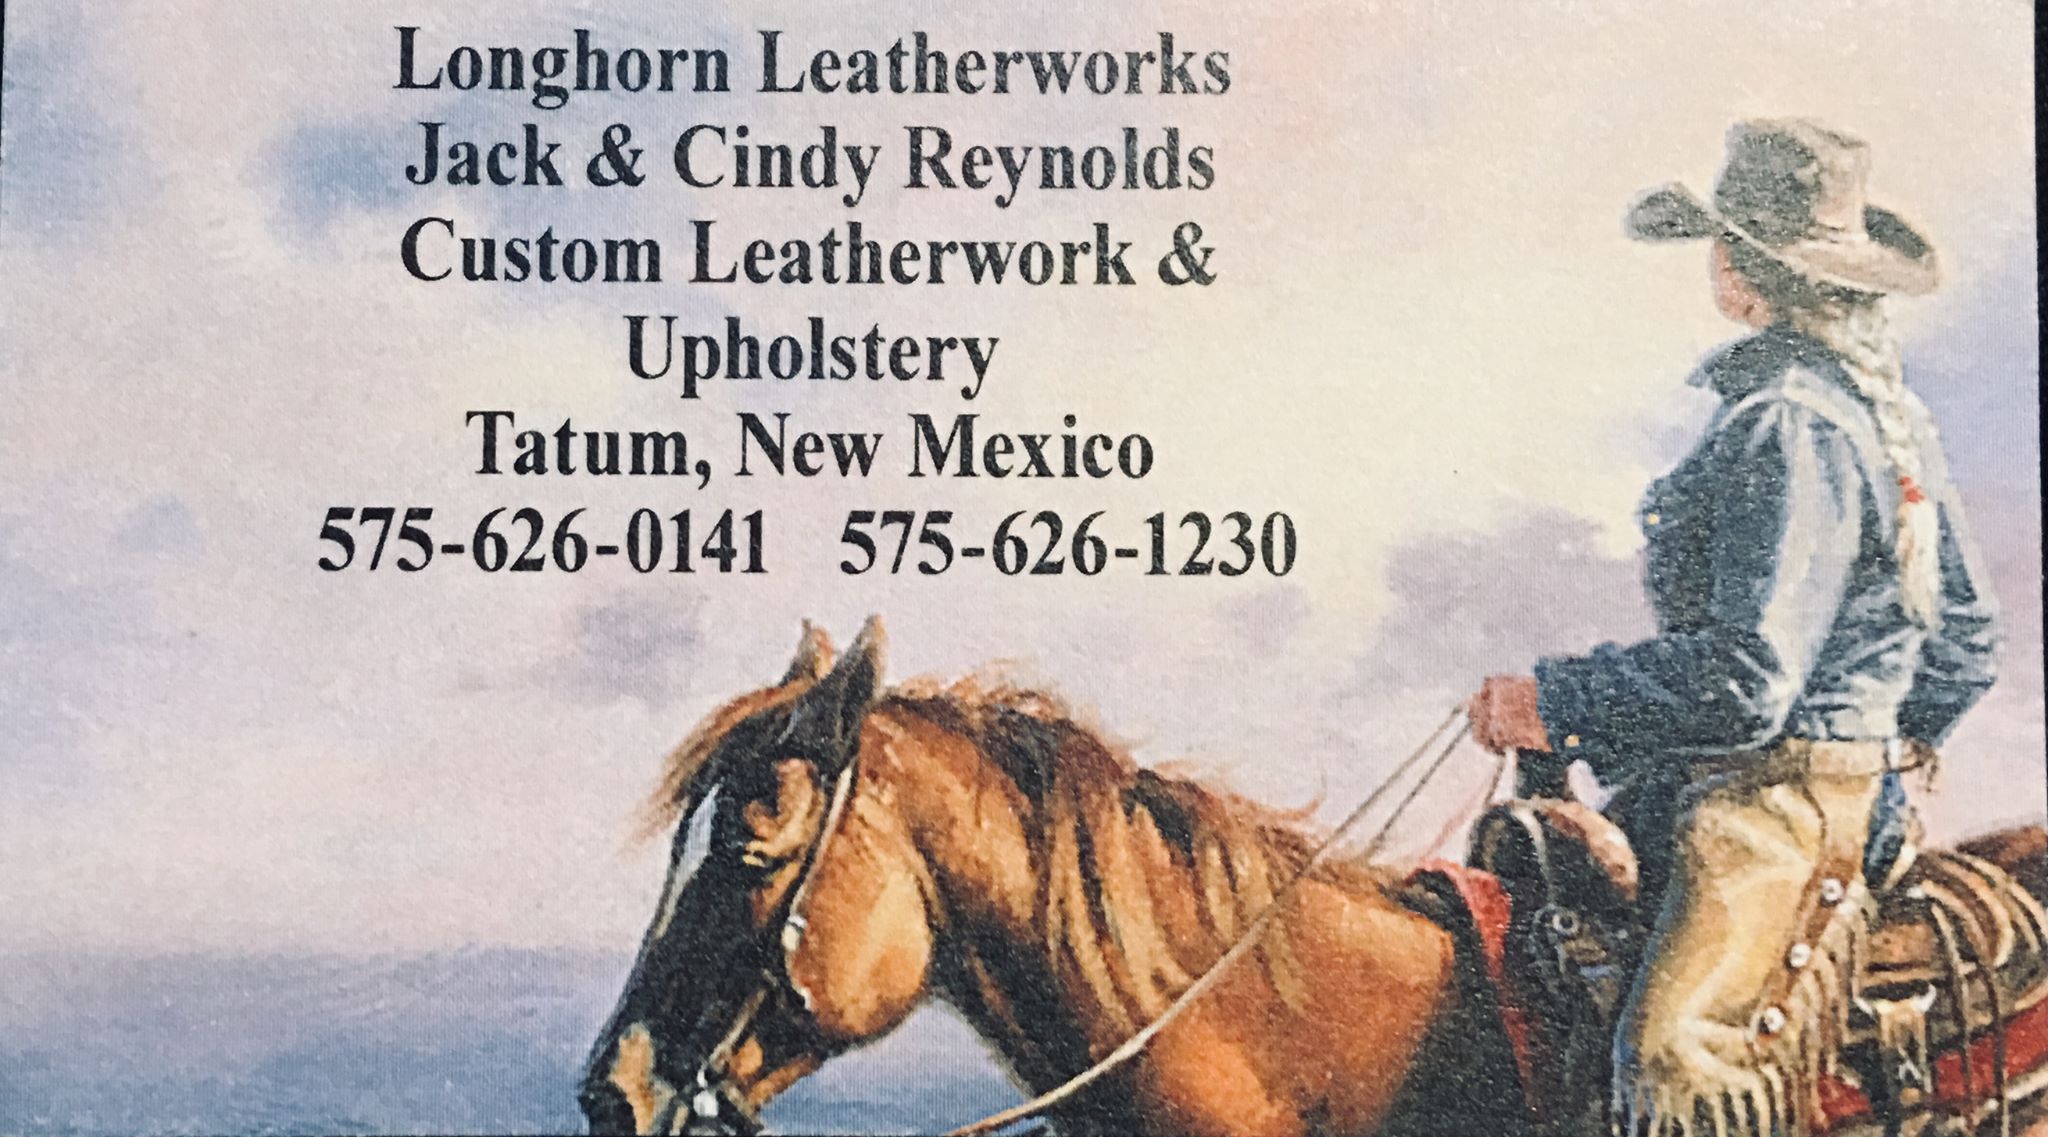 Longhorn Leatherworks
Jack & Cindy Reynolds
Custom Leatherwork &
Upholstery
Tatum, New Mexico
575-626-0141 575-626-1230